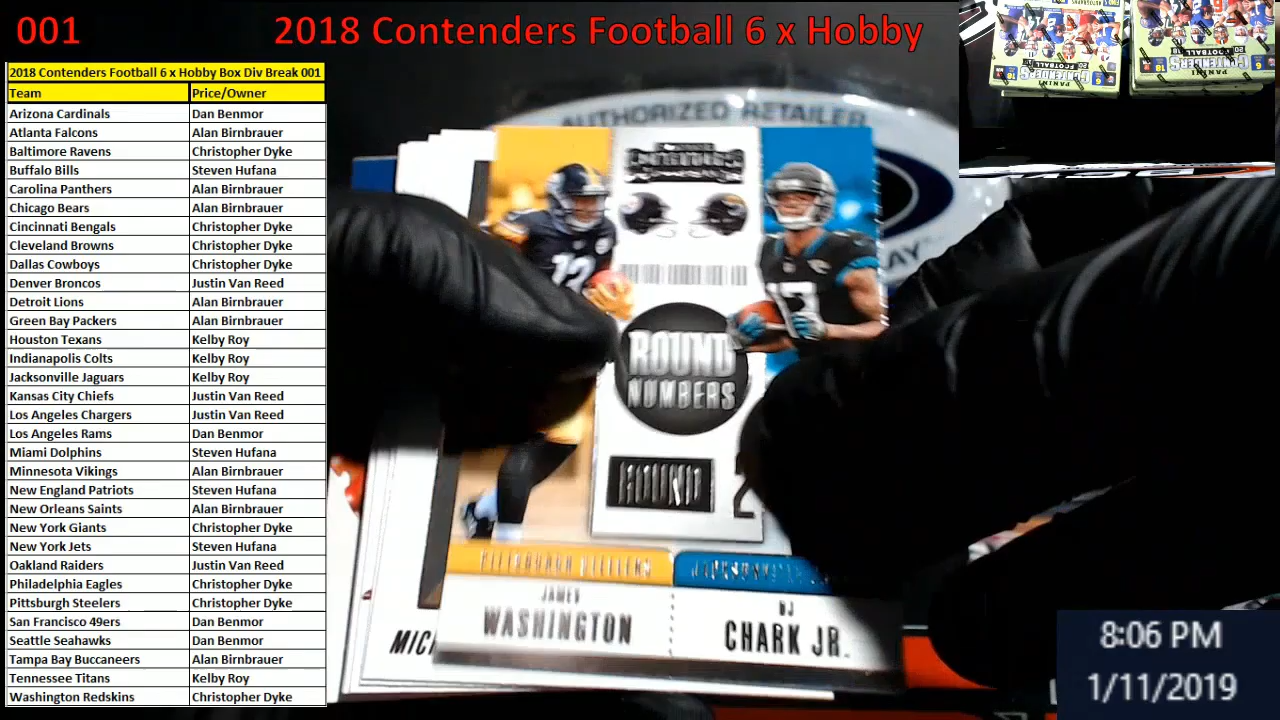 001
2018 Contenders Football 6 x Hobby
2018 Contenders Football 6 x Hobby Box Div Break 001
Team Price/Owner
Arizona Cardinals Dan Benmor
Atlanta Falcons Alan Birnbrauer
Baltimore Ravens Christopher Dyke
Buffalo Bills Steven Hufana
Carolina Panthers Alan Birnbrauer
Chicago Bears Alan Birnbrauer
Cincinnati Bengals Christopher Dyke
Cleveland Browns Christopher Dyke
Dallas Cowboys Christopher Dyke
Denver Broncos Justin Van Reed
Detroit Lions Alan Birnbrauer
Green Bay Packers Alan Birnbrauer
Houston Texans Kelby Roy
Indianapolis Colts Kelby Roy
Jacksonville Jaguars Kelby Roy
Kansas City Chiefs Justin Van Reed
Los Angeles Chargers Justin Van Reed
Los Angeles Rams Dan Benmor
Miami Dolphins Steven Hufana
Minnesota Vikings Alan Birnbrauer
New England Patriots Steven Hufana
New Orleans Saints Alan Birnbrauer
New York Giants Christopher Dyke
New York Jets Steven Hufana
Oakland Raiders Justin Van Reed
Philadelphia Eagles Christopher Dyke
Pittsburgh Steelers Christopher Dyke
San Francisco 49ers Dan Benmor
Seattle Seahawks Dan Benmor
Tampa Bay Buccaneers Alan Birnbrauer
Tennessee Titans Kelby Roy
Washington Redskins Christopher Dyke
AUTHORIZED RETAILER
CONTENDERS
ROUND
NUMBERS
ROUND 2
PITTSBURGH STEELERS
JAMES
WASHINGTON
DJ
CHARK JR.
MICH
PANINI
CONTENDERS
FOOTBALL
8:06 PM
1/11/2019